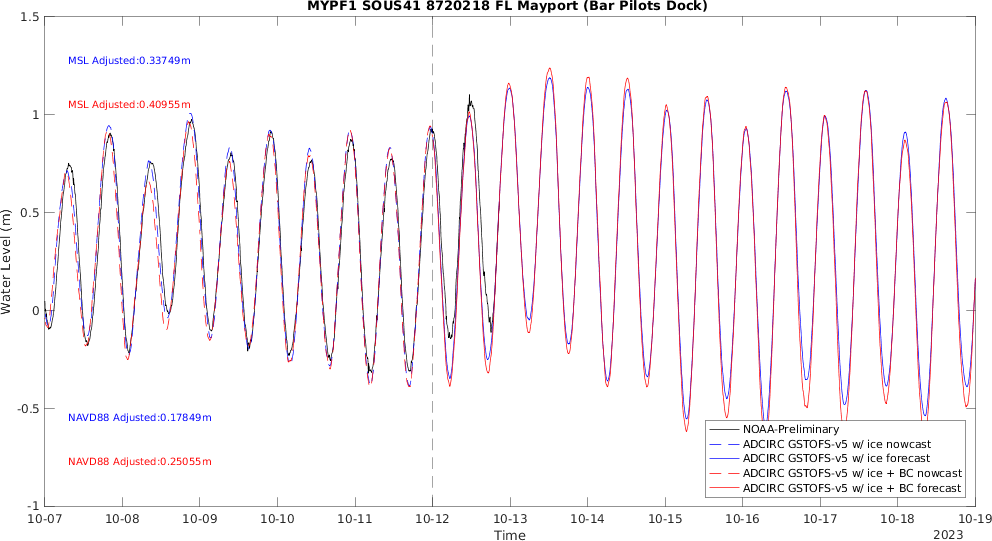 MYPF1 SOUS41 8720218 FL Mayport (Bar Pilots Dock)
1.5
1
0.5
0
-0.5
-1
Water Level (m)
MSL Adjusted:0.33749m
MSL Adjusted:0.40955m
NAVD88 Adjusted:0.17849m
NAVD88 Adjusted:0.25055m
NOAA-Preliminary
ADCIRC GSTOFS-v5 w/ ice nowcast
ADCIRC GSTOFS-v5 w/ ice forecast
ADCIRC GSTOFS-v5 w/ ice + BC nowcast
ADCIRC GSTOFS-v5 w/ ice + BC forecast
10-07 10-08 10-09 10-10 10-11 10-12 10-13 10-14 10-15 10-16 10-17 10-18 10-19
Time
2023